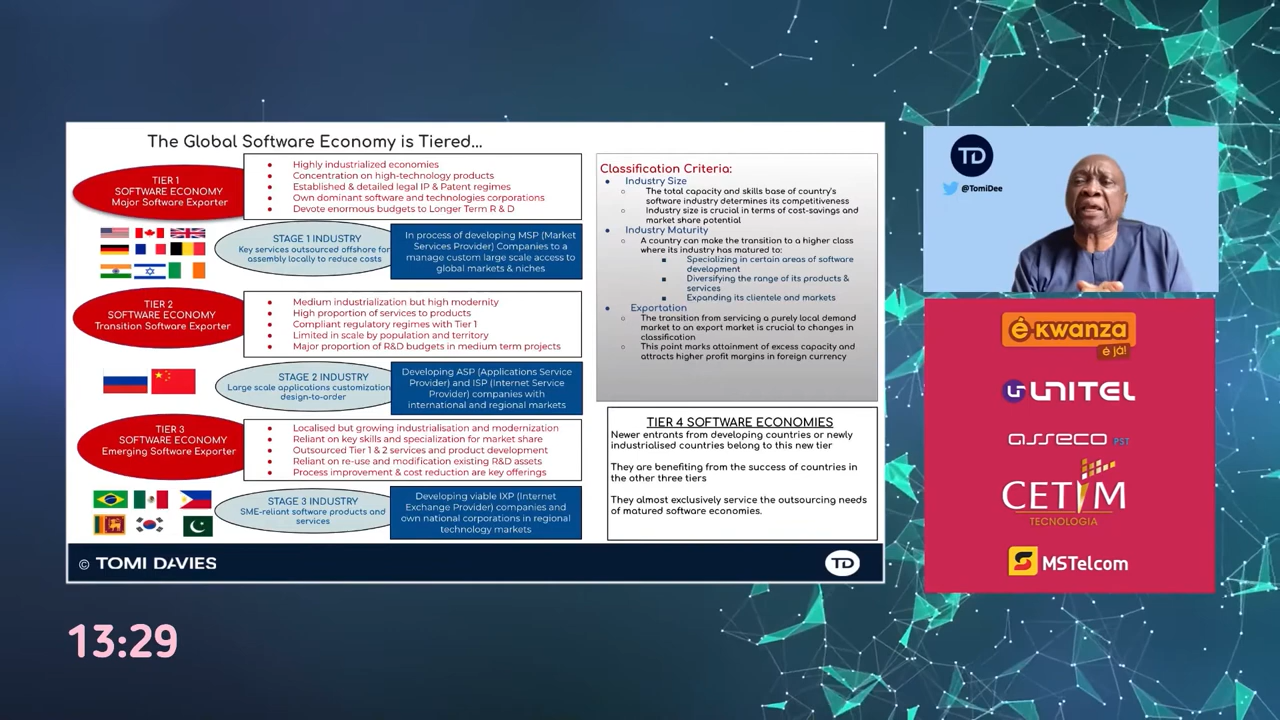 The Global Software Economy is Tiered...
TIER 1
SOFTWARE ECONOMY
Major Software Exporter
● Highly industrialized economies
● Concentration on high-technology products
● Established & detailed legal IP & Patent regimes
● Own dominant software and technologies corporations
● Devote enormous budgets to Longer Term R & D
STAGE 1 INDUSTRY
Key services outsourced offshore for
assembly locally to reduce costs
In process of developing MSP (Market
Services Provider) Companies to a
manage custom large scale access to
global markets & niches
TIER 2
SOFTWARE ECONOMY
Transition Software Exporter
● Medium industrialization but high modernity
● High proportion of services to products
● Compliant regulatory regimes with Tier 1
● Limited in scale by population and territory
● Major proportion of R&D budgets in medium term projects
STAGE 2 INDUSTRY
Large scale applications customization
design-to-order
Developing ASP (Applications Service
Provider) and ISP (Internet Service
Provider) companies with
international and regional markets
TIER 3
SOFTWARE ECONOMY
Emerging Software Exporter
● Localised but growing industrialisation and modernization
● Reliant on key skills and specialization for market share
● Outsourced Tier 1 & 2 services and product development
● Reliant on re-use and modification existing R&D assets
● Process improvement & cost reduction are key offerings
STAGE 3 INDUSTRY
SME-reliant software products and
services
Developing viable IXP (Internet
Exchange Provider) companies and
own national corporations in regional
technology markets
Classification Criteria:
● Industry Size
○ The total capacity and skills base of country's
software industry determines its competitiveness
○ Industry size is crucial in terms of cost-savings and
market share potential
● Industry Maturity
○ A country can make the transition to a higher class
where its industry has matured to:
■ Specializing in certain areas of software
development
■ Diversifying the range of its products &
services
■ Expanding its clientele and markets
● Exportation
○ The transition from servicing a purely local demand
market to an export market is crucial to changes in
classification
○ This point marks attainment of excess capacity and
attracts higher profit margins in foreign currency
TIER 4 SOFTWARE ECONOMIES
Newer entrants from developing countries or newly
industrialised countries belong to this new tier
They are benefiting from the success of countries in
the other three tiers
They almost exclusively service the outsourcing needs
of matured software economies.
© TOMI DAVIES
TD
TD
@TomiDee
é-kwanza
é já!
UNITEL
asseco PST
CETIM
TECNOLOGIA
MSTelcom
13:29